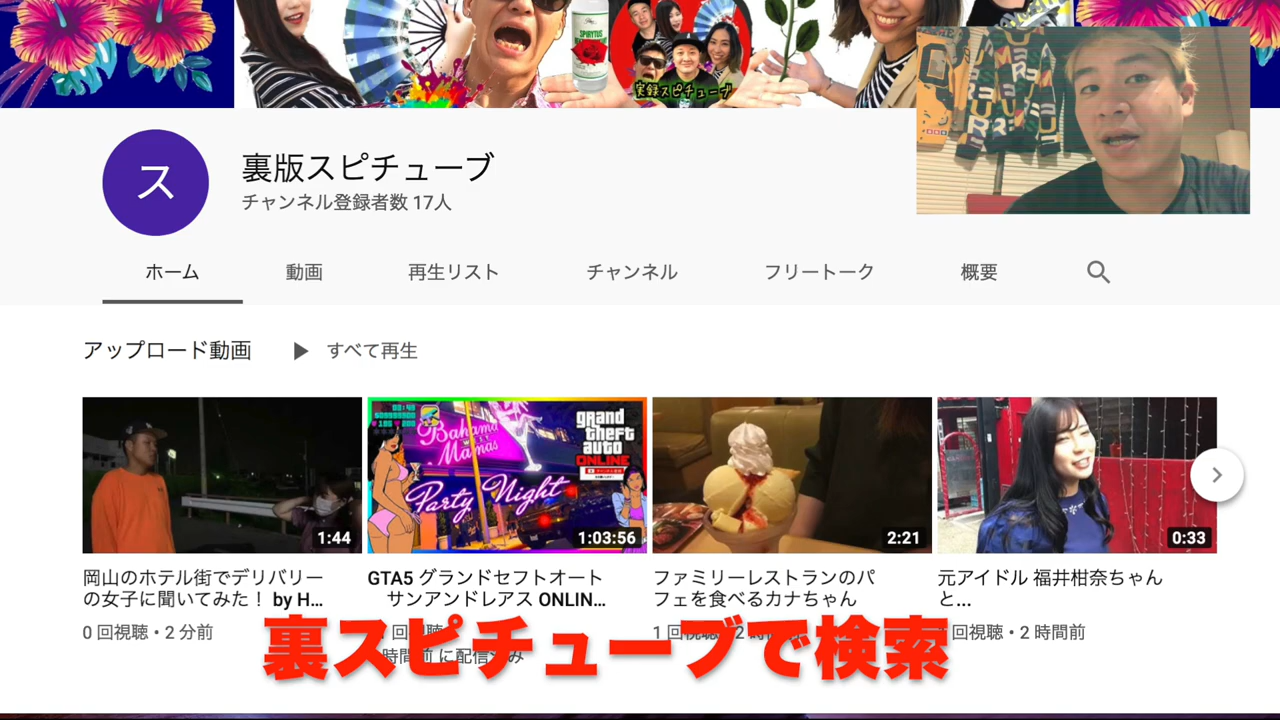 SPIRYTUS
実録スピチューブ
ス
裏版スピチューブ
チャンネル登録者数 17人
ホーム 動画 再生リスト チャンネル フリートーク 概要
アップロード動画 すべて再生
1:44
Bahama
Mamas
Party Night
grand
theft
auto
ONLINE
1:03:56
2:21
0:33
岡山のホテル街でデリバリー
の女子に聞いてみた！ by H...
GTA5 グランドセフトオート
サンアンドレアス ONLIN...
ファミリーレストランのパ
フェを食べるカナちゃん
元アイドル 福井柑奈ちゃん
と...
0 回視聴・2 分前
回視聴・2 時間前
裏スピチューブで検索